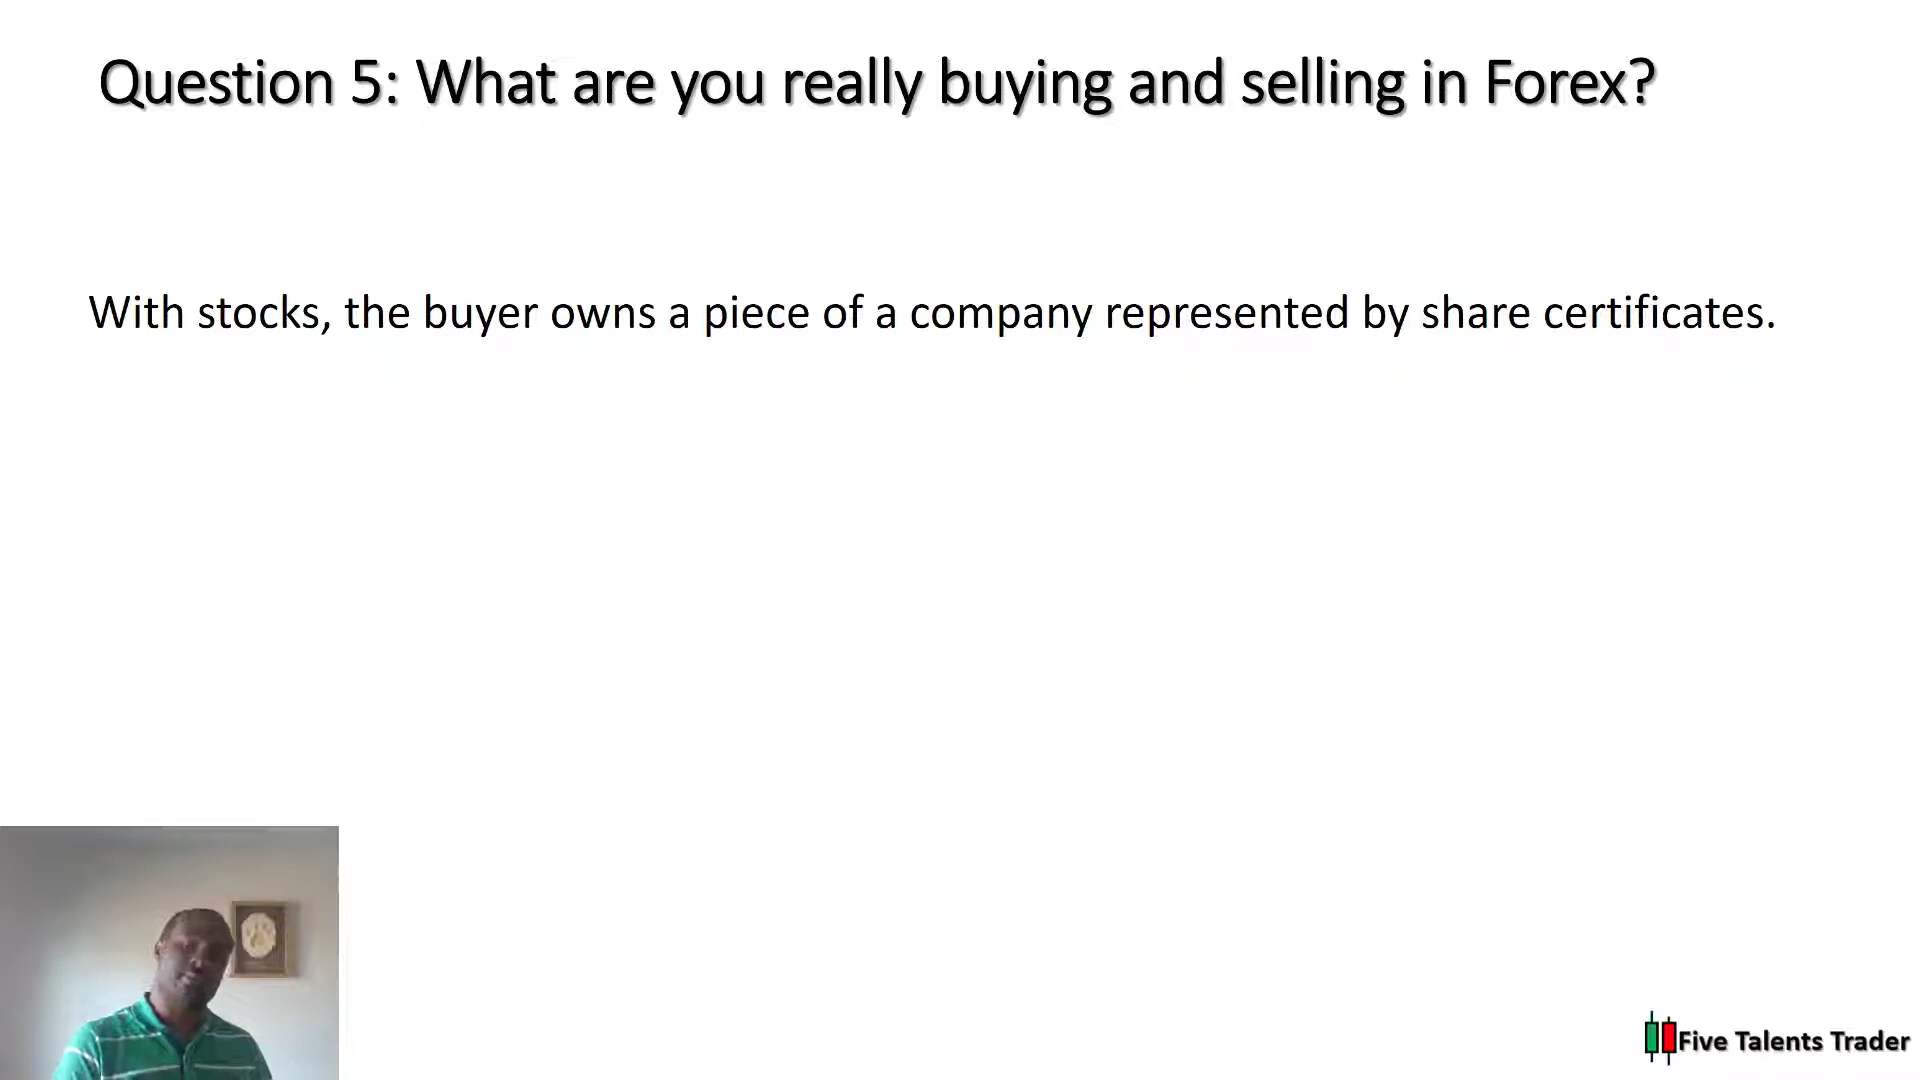 Question 5: What are you really buying and selling in Forex?
With stocks, the buyer owns a piece of a company represented by share certificates.
Five Talents Trader